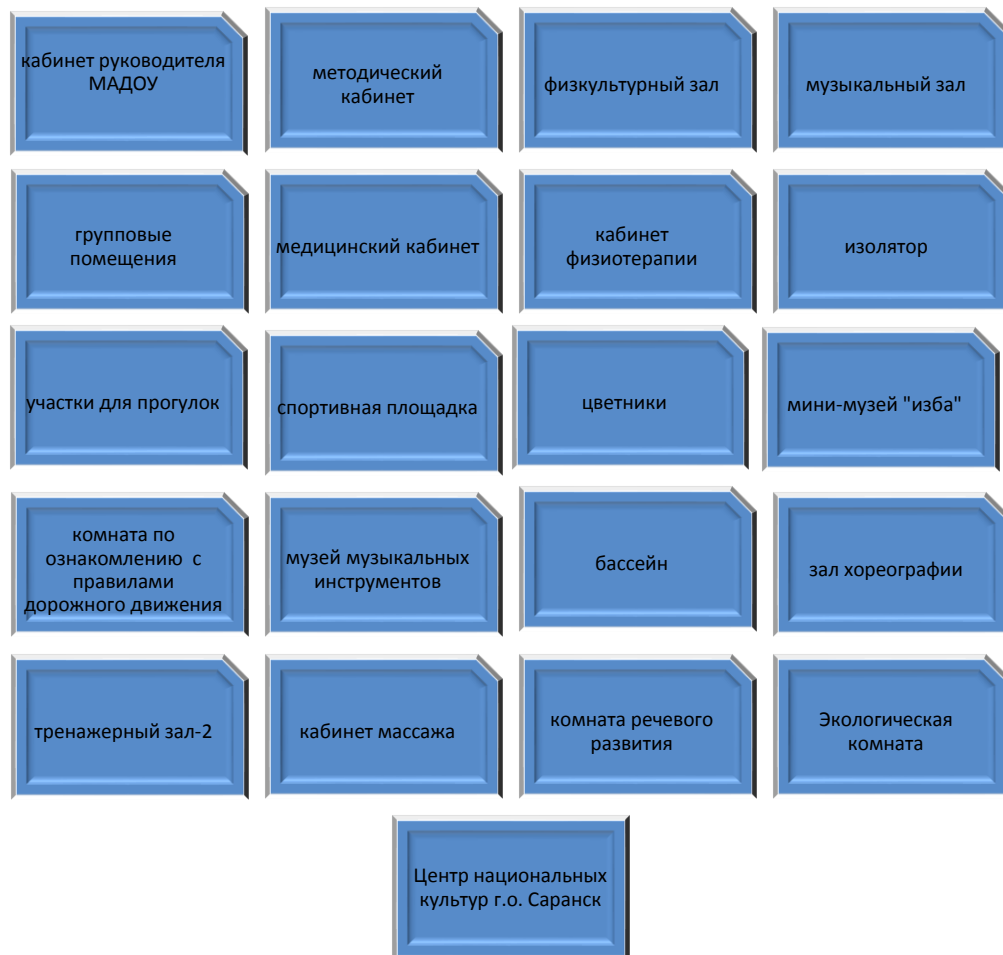 кабинет руководителя
МАДОУ
методический
кабинет
физкультурный зал
музыкальный зал
групповые
помещения
медицинский кабинет
кабинет
физиотерапии
изолятор
участки для прогулок
спортивная площадка
цветники
мини-музей "изба"
комната по
ознакомлению с
правилами
дорожного движения
музей музыкальных
инструментов
бассейн
зал хореографии
тренажерный зал-2
кабинет массажа
комната речевого
развития
Экологическая
комната
Центр национальных
культур г.о. Саранск